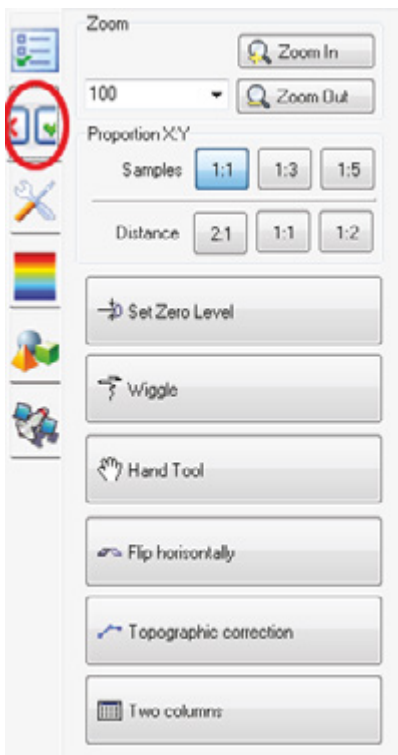 Zoom
Zoom In
100
Zoom Out
Proportion X:Y
Samples 1:1 1:3 1:5
Distance 2:1 1:1 1:2
Set Zero Level
Wiggle
Hand Tool
Flip horisontally
Topographic correction
Two columns